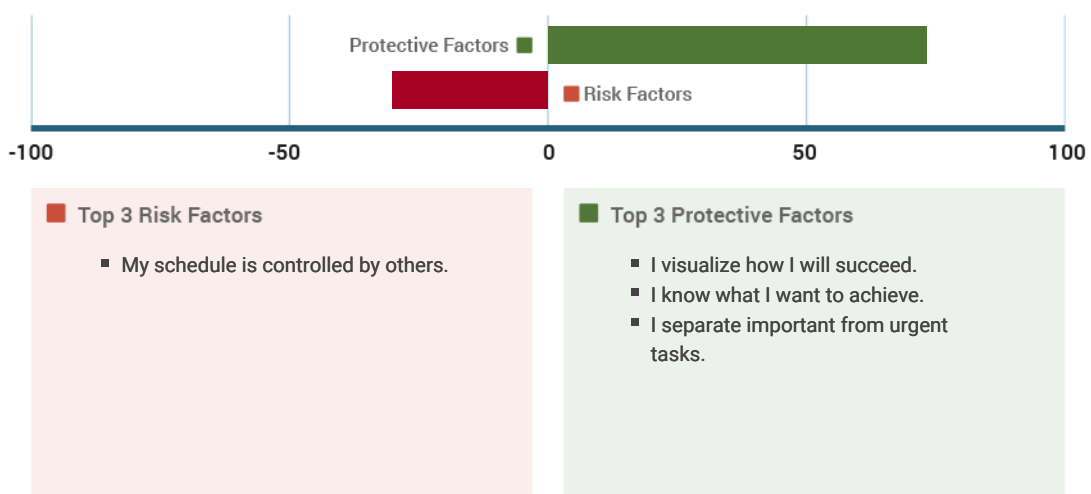 Protective Factors
Risk Factors
-100 -50 0 50 100
Top 3 Risk Factors
My schedule is controlled by others.
Top 3 Protective Factors
I visualize how I will succeed.
I know what I want to achieve.
I separate important from urgent
tasks.